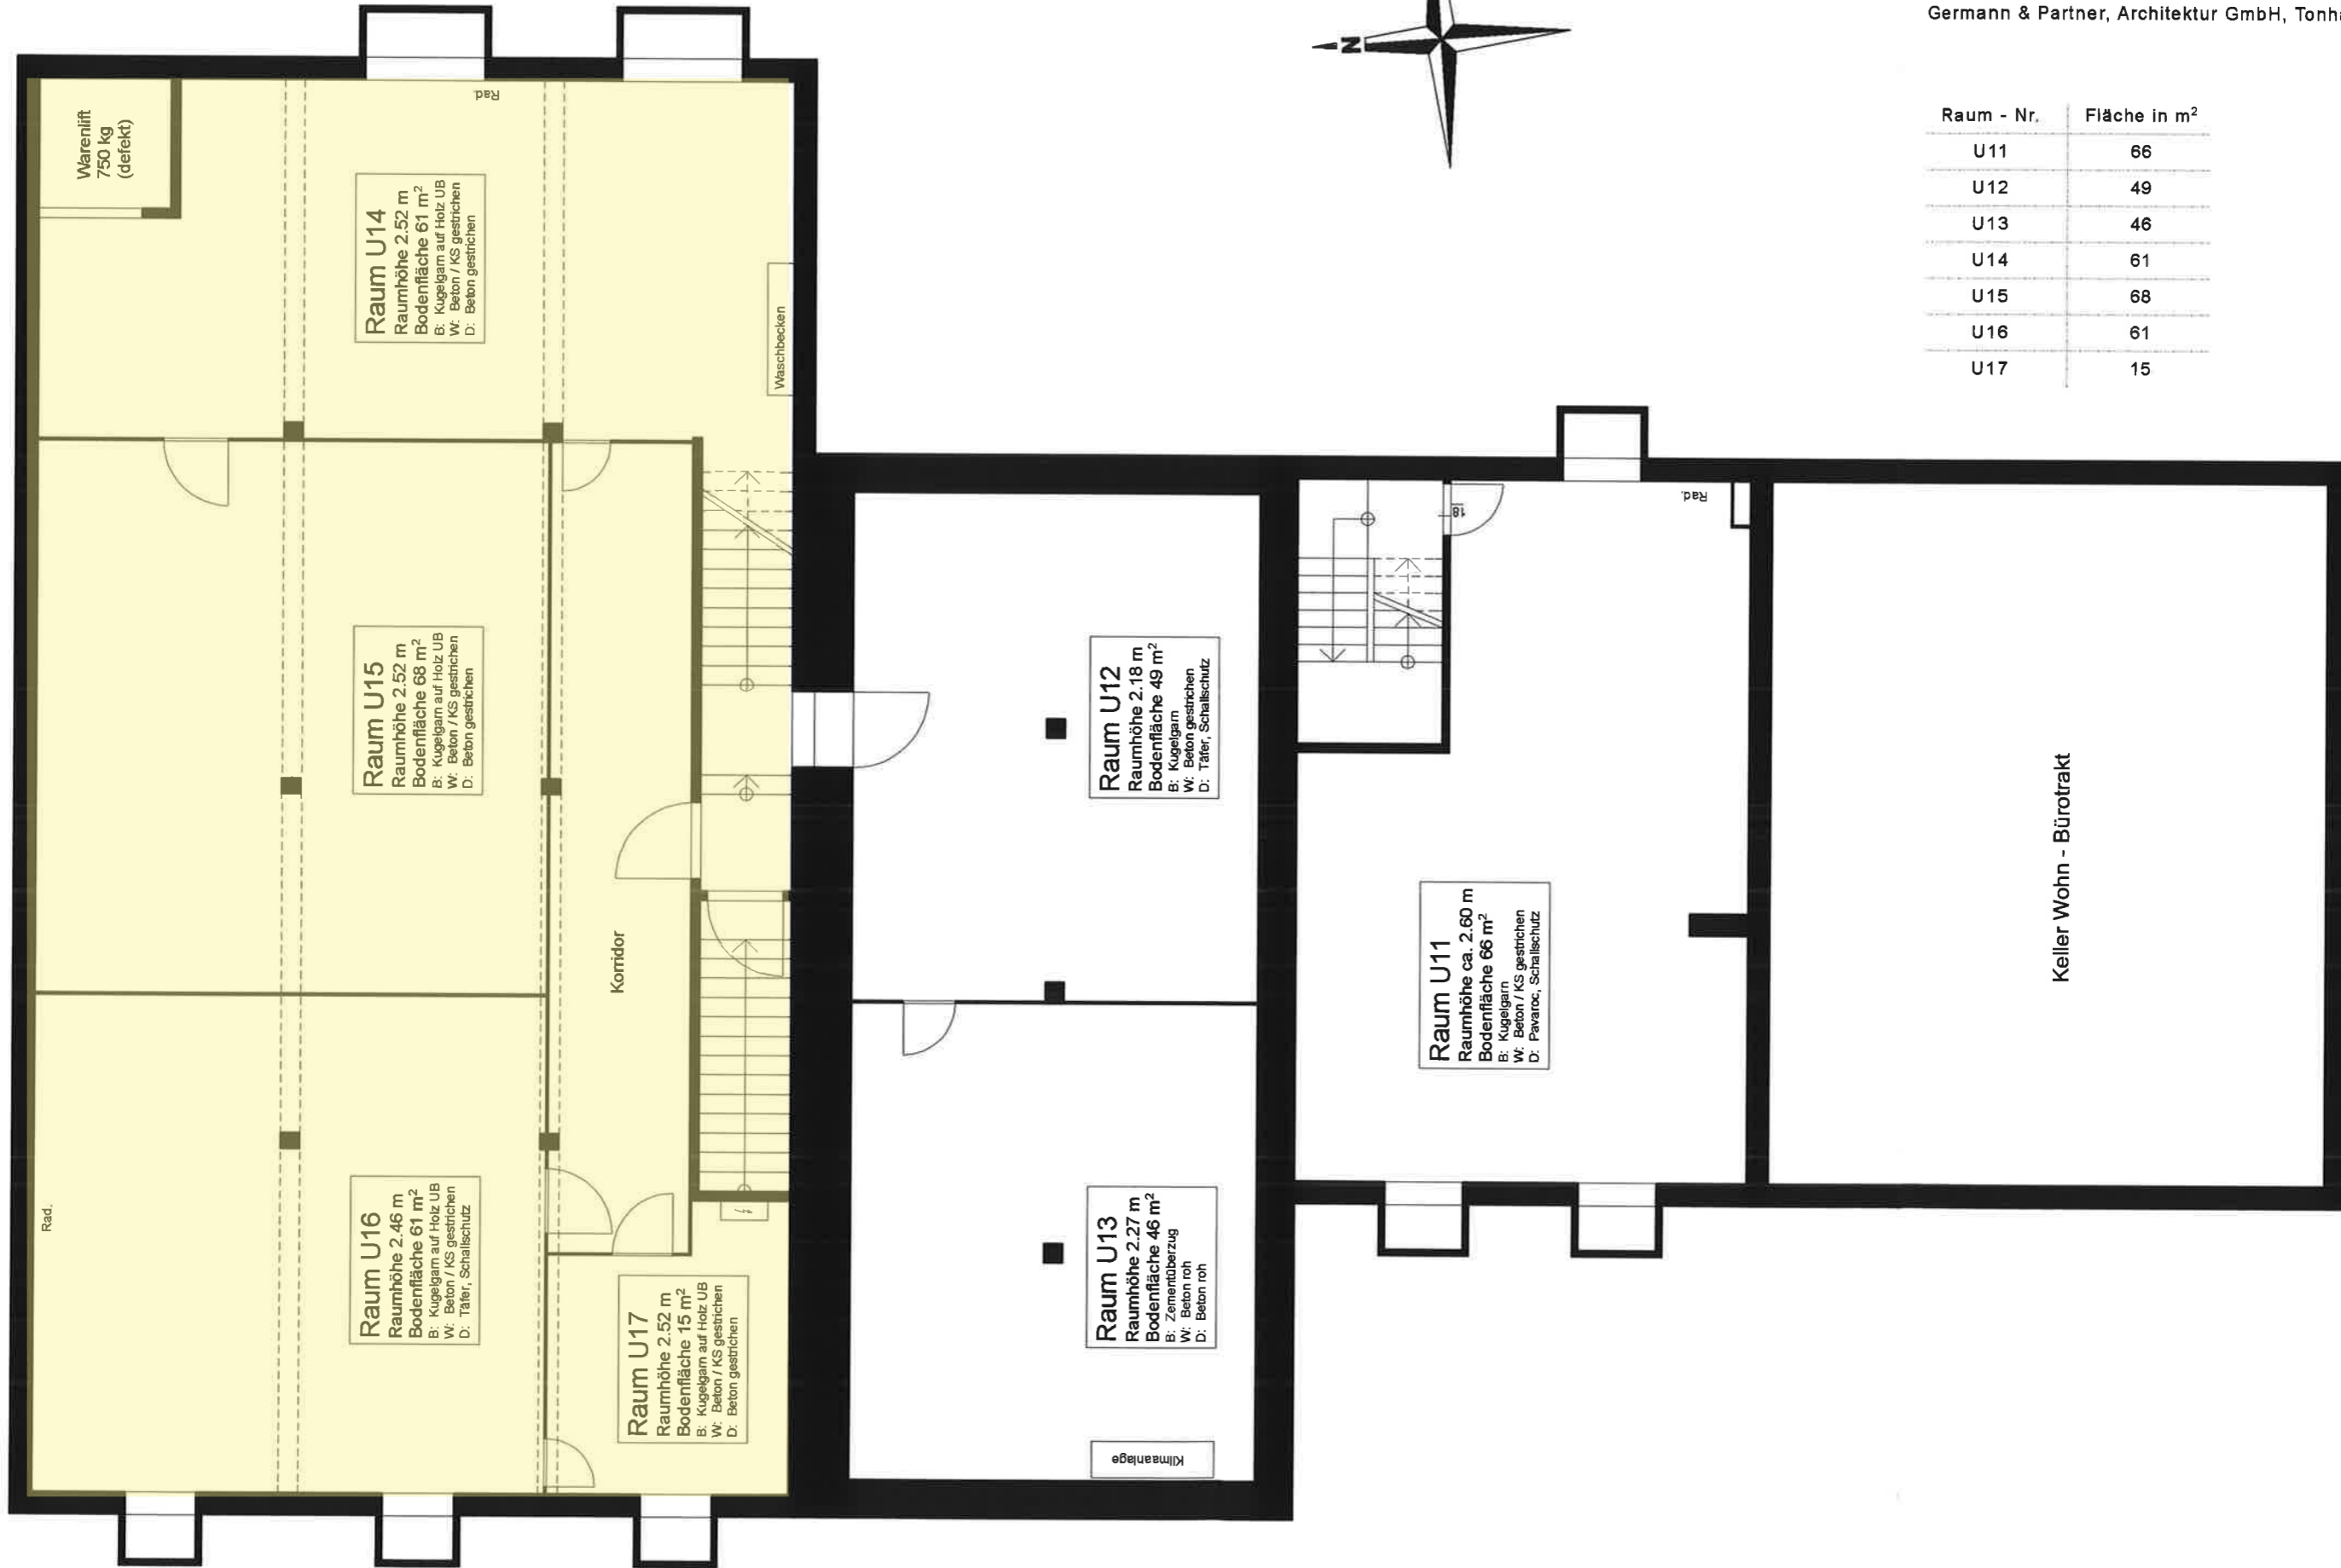 Germann & Partner, Architektur GmbH, Tonh
N
Raum - Nr. Fläche in m²
U11 66
U12 49
U13 46
U14 61
U15 68
U16 61
U17 15
Warenlift
750 kg
(defekt)
Rad.
Raum U14
Raumhöhe 2.52 m
Bodenfläche 61 m²
B: Kugelgarn auf Holz UB
W: Beton / KS gestrichen
D: Beton gestrichen
Waschbecken
Raum U15
Raumhöhe 2.52 m
Bodenfläche 68 m²
B: Kugelgarn auf Holz UB
W: Beton / KS gestrichen
D: Beton gestrichen
Korridor
Rad.
Raum U16
Raumhöhe 2.46 m
Bodenfläche 61 m²
B: Kugelgarn auf Holz UB
W: Beton / KS gestrichen
D: Täfer, Schallschutz
Raum U17
Raumhöhe 2.52 m
Bodenfläche 15 m²
B: Kugelgarn auf Holz UB
W: Beton / KS gestrichen
D: Beton gestrichen
Raum U12
Raumhöhe 2.18 m
Bodenfläche 49 m²
B: Kugelgarn
W: Beton gestrichen
D: Täfer, Schallschutz
Raum U13
Raumhöhe 2.27 m
Bodenfläche 46 m²
B: Zementüberzug
W: Beton roh
D: Beton roh
Klimaanlage
18
Rad.
Raum U11
Raumhöhe ca. 2.60 m
Bodenfläche 66 m²
B: Kugelgarn
W: Beton / KS gestrichen
D: Pavaroc, Schallschutz
Keller Wohn - Bürotrakt